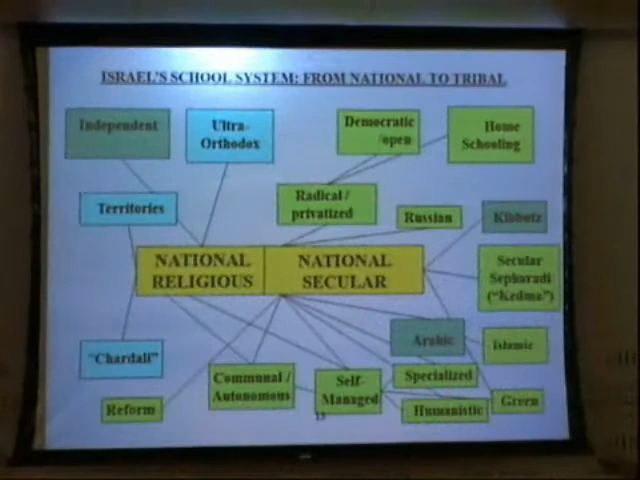 ISRAEL'S SCHOOL SYSTEM: FROM NATIONAL TO TRIBAL
Independent
Ultra-
Orthodox
Democratic
/open
Home
Schooling
Territories
Radical /
privatized
Russian
Kibbutz
NATIONAL
RELIGIOUS
NATIONAL
SECULAR
Secular
Sephardi
("Kedma")
Arabic
Islamic
"Chardali"
Communal /
Autonomous
Self-
Managed
Specialized
Reform
Humanistic
Green
13